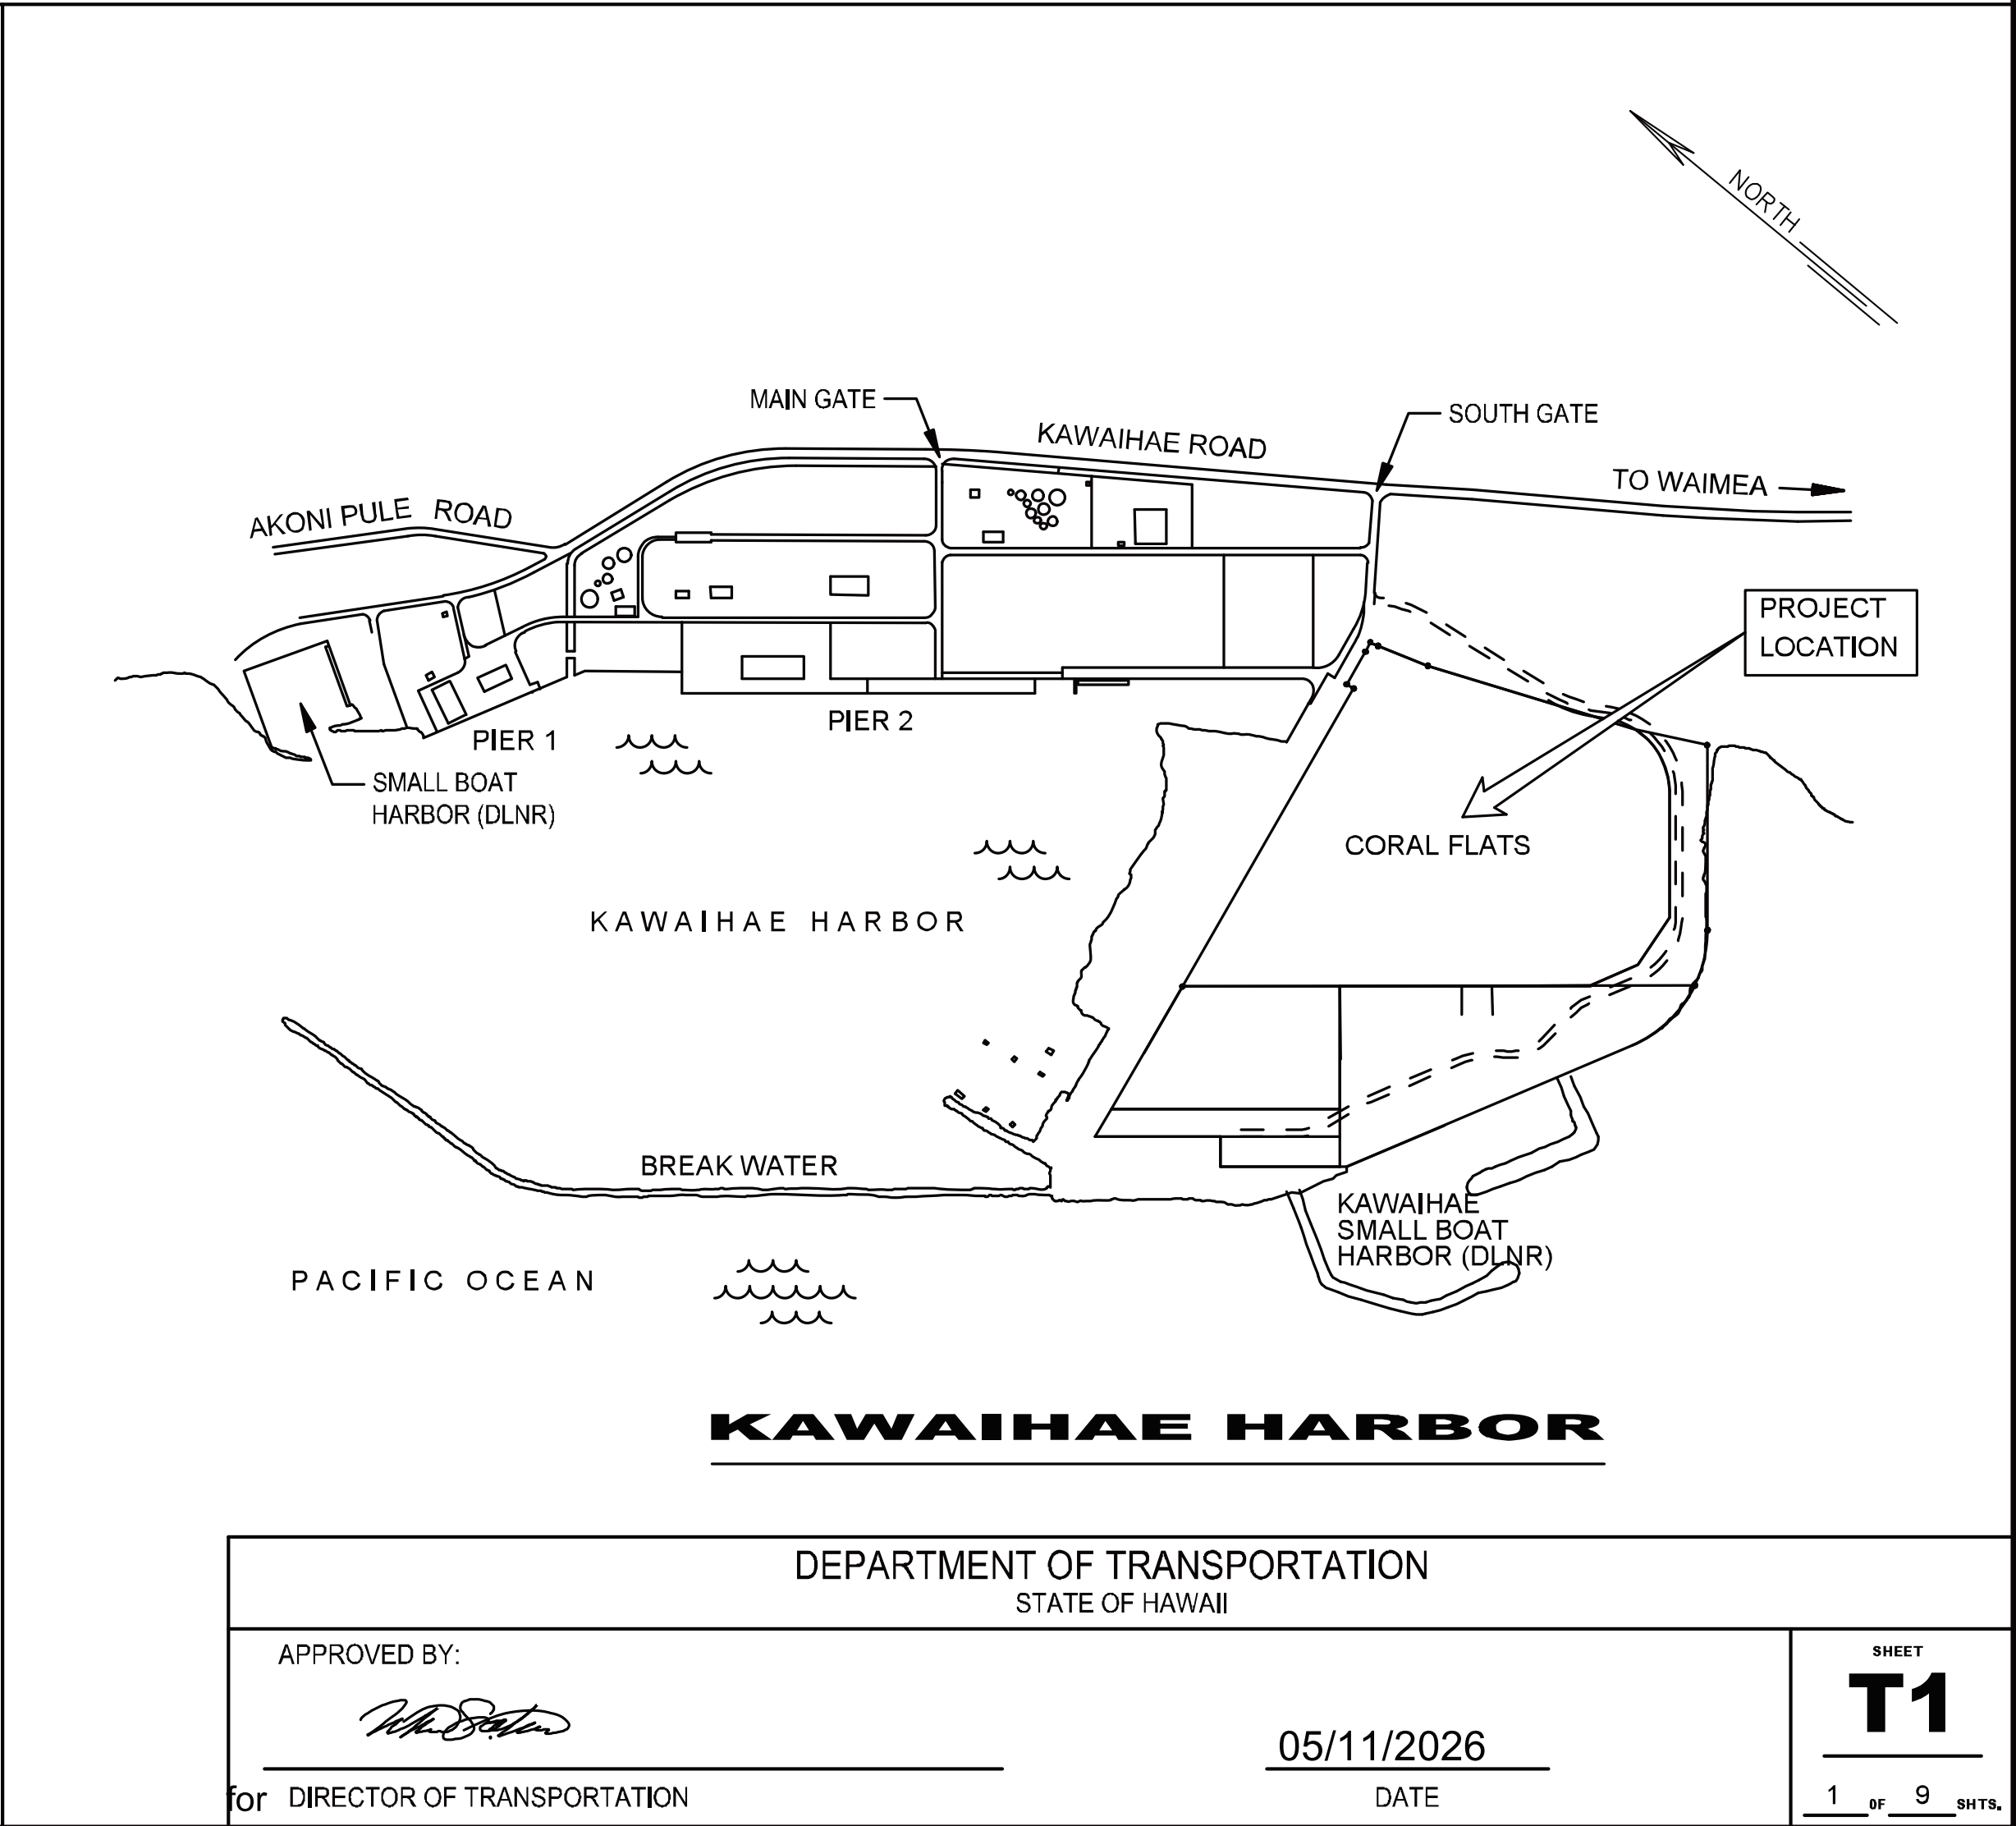 NORTH
MAIN GATE
KAWAIHAE ROAD
SOUTH GATE
TO WAIMEA
AKONI PULE ROAD
PROJECT
LOCATION
PIER 1
PIER 2
SMALL BOAT
HARBOR (DLNR)
CORAL FLATS
KAWAIHAE HARBOR
BREAK WATER
KAWAIHAE
SMALL BOAT
HARBOR (DLNR)
PACIFIC OCEAN
KAWAIHAE HARBOR
DEPARTMENT OF TRANSPORTATION
STATE OF HAWAII
APPROVED BY:
05/11/2026
for DIRECTOR OF TRANSPORTATION
DATE
SHEET
T1
1 OF 9 SHTS.